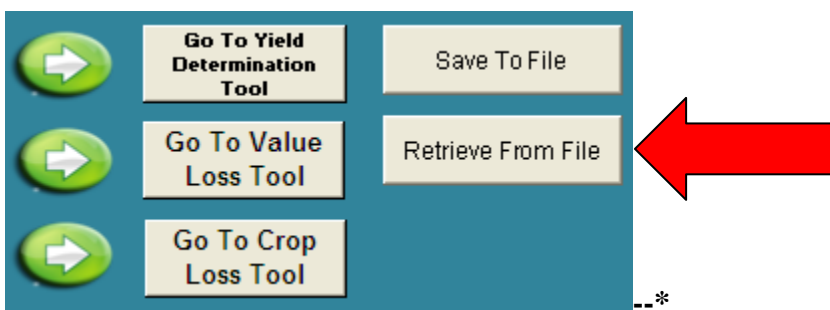 Go To Yield
Determination
Tool
Save To File
Go To Value
Loss Tool
Retrieve From File
Go To Crop
Loss Tool
--*